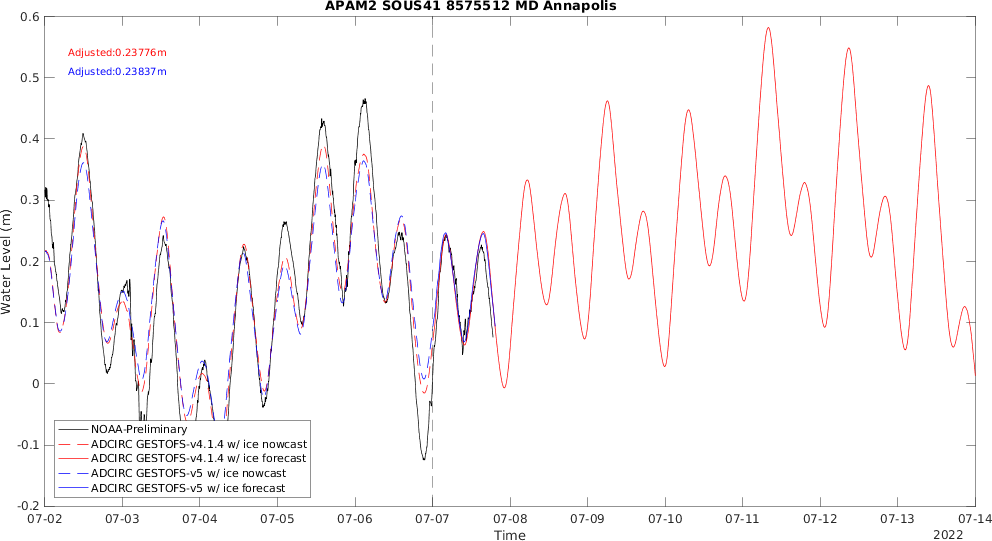 APAM2 SOUS41 8575512 MD Annapolis
Adjusted:0.23776m
Adjusted:0.23837m
Water Level (m)
0.6
0.5
0.4
0.3
0.2
0.1
0
-0.1
-0.2
NOAA-Preliminary
ADCIRC GESTOFS-v4.1.4 w/ ice nowcast
ADCIRC GESTOFS-v4.1.4 w/ ice forecast
ADCIRC GESTOFS-v5 w/ ice nowcast
ADCIRC GESTOFS-v5 w/ ice forecast
07-02 07-03 07-04 07-05 07-06 07-07 07-08 07-09 07-10 07-11 07-12 07-13 07-14
Time
2022